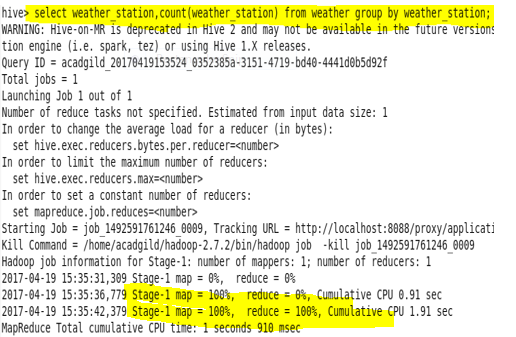 hive> select weather_station,count(weather_station) from weather group by weather_station;
WARNING: Hive-on-MR is deprecated in Hive 2 and may not be available in the future versions
tion engine (i.e. spark, tez) or using Hive 1.X releases.
Query ID = acadgild_20170419153524_0352385a-3151-4719-bd40-4441d0b5d92f
Total jobs = 1
Launching Job 1 out of 1
Number of reduce tasks not specified. Estimated from input data size: 1
In order to change the average load for a reducer (in bytes):
  set hive.exec.reducers.bytes.per.reducer=<number>
In order to limit the maximum number of reducers:
  set hive.exec.reducers.max=<number>
In order to set a constant number of reducers:
  set mapreduce.job.reduces=<number>
Starting Job = job_1492591761246_0009, Tracking URL = http://localhost:8088/proxy/applicati
Kill Command = /home/acadgild/hadoop-2.7.2/bin/hadoop job  -kill job_1492591761246_0009
Hadoop job information for Stage-1: number of mappers: 1; number of reducers: 1
2017-04-19 15:35:31,309 Stage-1 map = 0%,  reduce = 0%
2017-04-19 15:35:36,779 Stage-1 map = 100%,  reduce = 0%, Cumulative CPU 0.91 sec
2017-04-19 15:35:42,379 Stage-1 map = 100%,  reduce = 100%, Cumulative CPU 1.91 sec
MapReduce Total cumulative CPU time: 1 seconds 910 msec